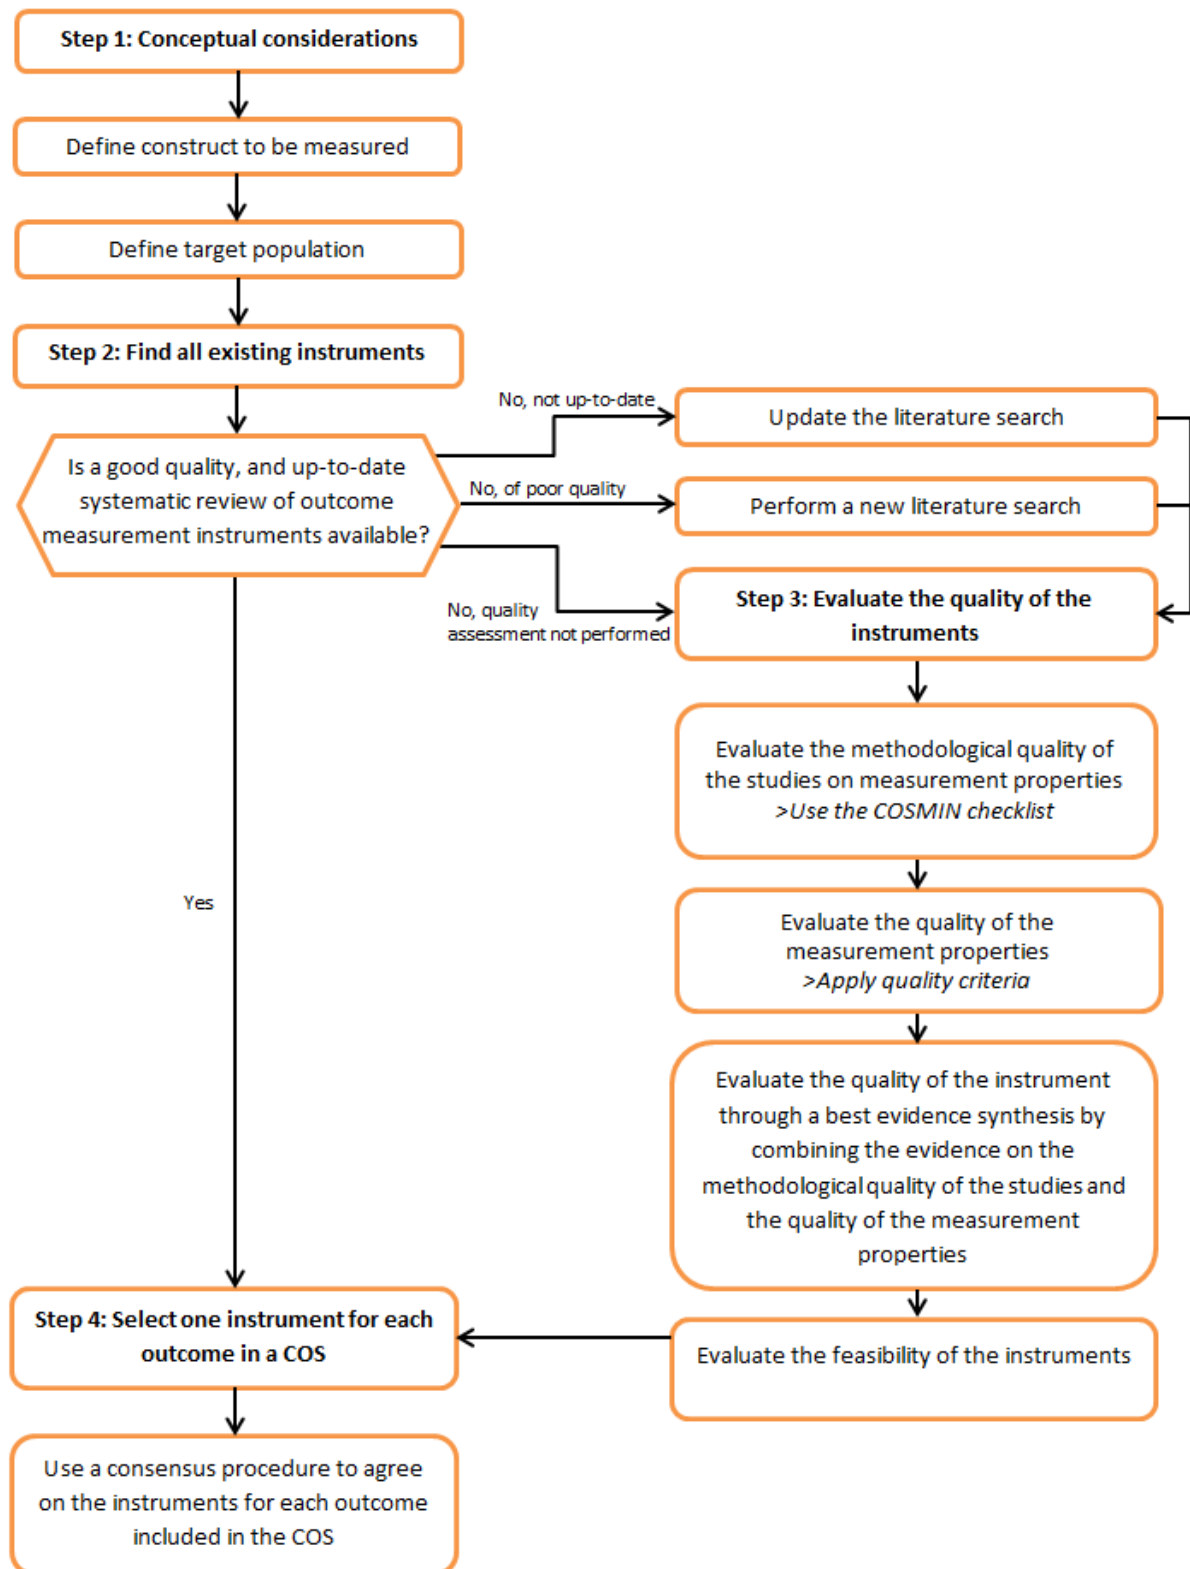 Step 1: Conceptual considerations
Define construct to be measured
Define target population
Step 2: Find all existing instruments
Is a good quality, and up-to-date
systematic review of outcome
measurement instruments available?
No, not up-to-date
Update the literature search
No, of poor quality
Perform a new literature search
No, quality
assessment not performed
Step 3: Evaluate the quality of the
instruments
Evaluate the methodological quality of
the studies on measurement properties
>Use the COSMIN checklist
Evaluate the quality of the
measurement properties
>Apply quality criteria
Evaluate the quality of the instrument
through a best evidence synthesis by
combining the evidence on the
methodological quality of the studies and
the quality of the measurement
properties
Evaluate the feasibility of the instruments
Yes
Step 4: Select one instrument for each
outcome in a COS
Use a consensus procedure to agree
on the instruments for each outcome
included in the COS